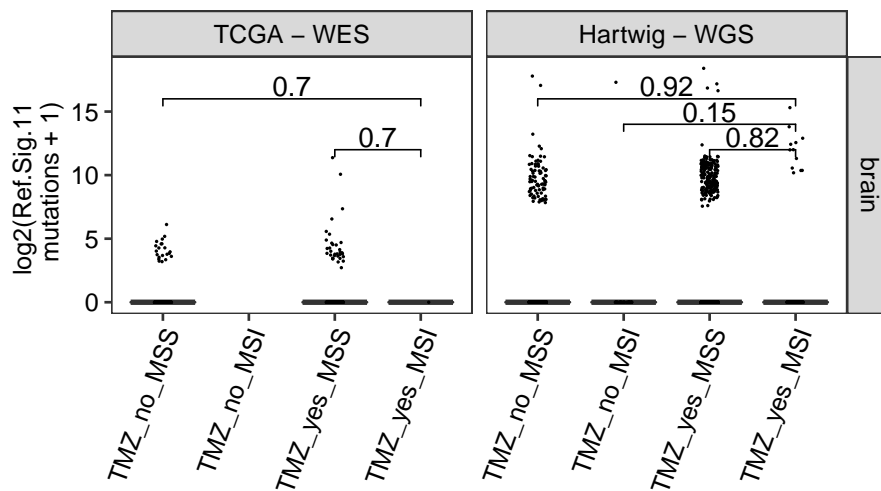 TCGA – WES
Hartwig – WGS
log2(Ref.Sig.11
mutations + 1)
15
10
5
0
0.7
0.7
0.92
0.15
0.82
brain
TMZ_no_MSS
TMZ_no_MSI
TMZ_yes_MSS
TMZ_yes_MSI
TMZ_no_MSS
TMZ_no_MSI
TMZ_yes_MSS
TMZ_yes_MSI